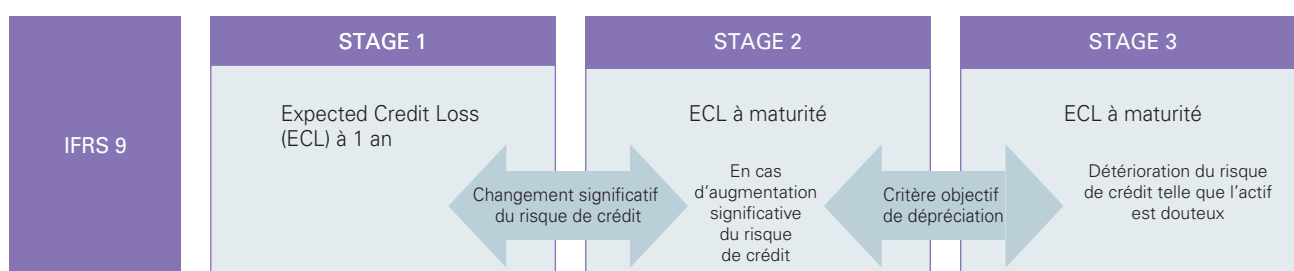 IFRS 9
STAGE 1
Expected Credit Loss
(ECL) à 1 an
Changement significatif
du risque de crédit
STAGE 2
ECL à maturité
En cas
d'augmentation
significative
du risque
de crédit
Critère objectif
de dépréciation
STAGE 3
ECL à maturité
Détérioration du risque
de crédit telle que l'actif
est douteux